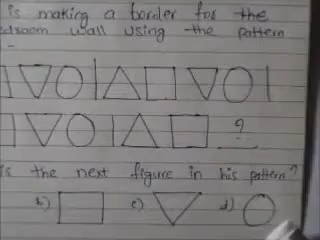 is making a border for the
wall using the pattern
?
is the next figure in his pattern?
b)
c)
d)